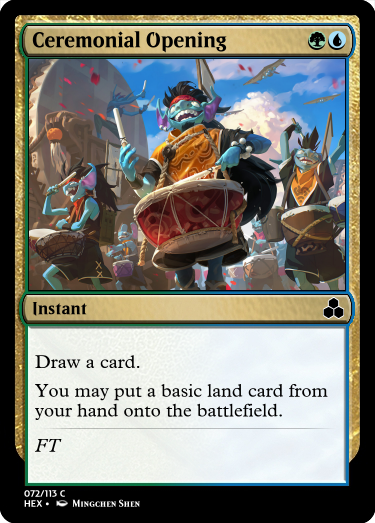 Ceremonial Opening
Instant
Draw a card.
You may put a basic land card from
your hand onto the battlefield.
FT
072/113 C
HEX • Mingchen Shen